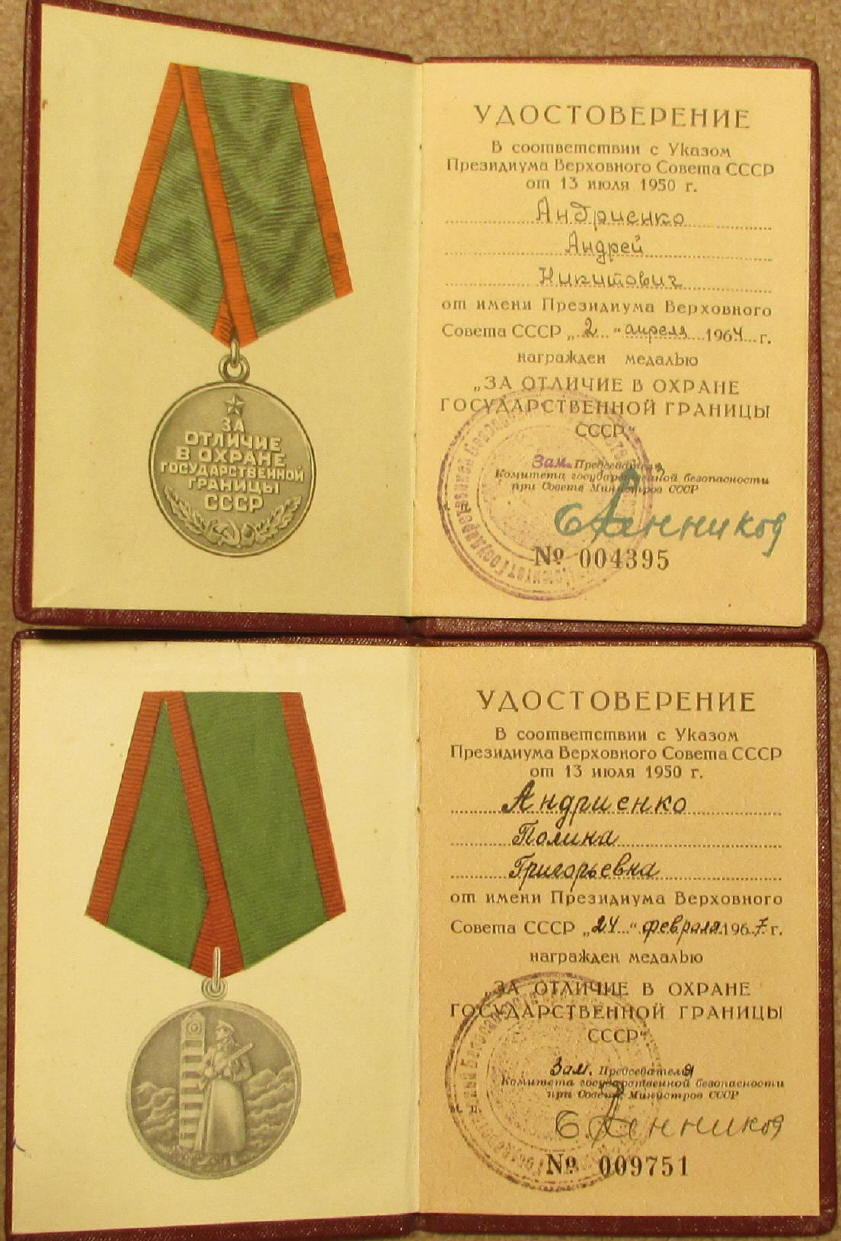 ЗА
ОТЛИЧИЕ
В ОХРАНЕ
ГОСУДАРСТВЕННОЙ
ГРАНИЦЫ
СССР
УДОСТОВЕРЕНИЕ
В соответствии с Указом
Президиума Верховного Совета СССР
от 13 июля 1950 г.
Андриенко
Андрей
Никитович
от имени Президиума Верховного
Совета СССР „2“ апреля 1964 г.
награжден медалью
„ЗА ОТЛИЧИЕ В ОХРАНЕ
ГОСУДАРСТВЕННОЙ ГРАНИЦЫ
СССР“
Зам. Председателя
Комитета государственной безопасности
при Совете Министров СССР
№ 004395
УДОСТОВЕРЕНИЕ
В соответствии с Указом
Президиума Верховного Совета СССР
от 13 июля 1950 г.
Андриенко
Полина
Григорьевна
от имени Президиума Верховного
Совета СССР „24“ февраля 1967 г.
награжден медалью
„ЗА ОТЛИЧИЕ В ОХРАНЕ
ГОСУДАРСТВЕННОЙ ГРАНИЦЫ
СССР“
Зам. Председателя
Комитета государственной безопасности
при Совете Министров СССР
№ 009751